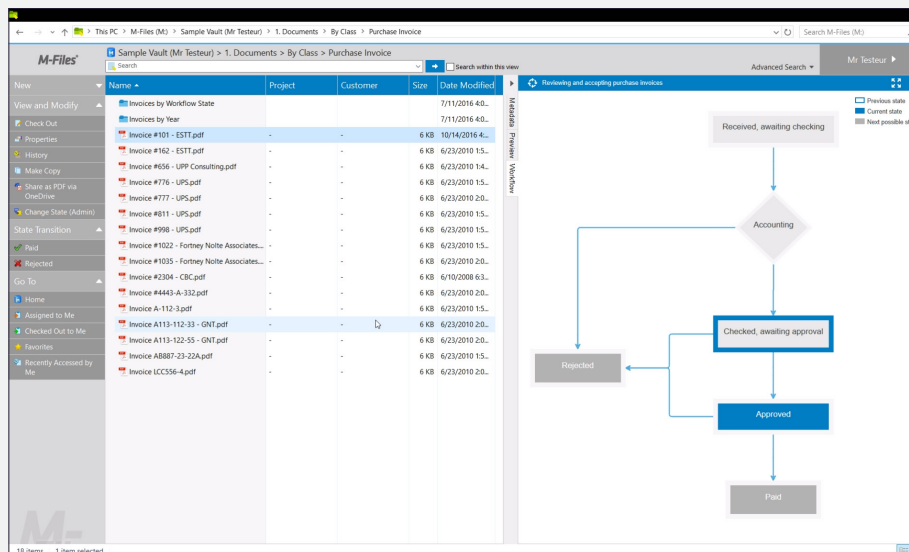 This PC > M-Files (M:) > Sample Vault (Mr Testeur) > 1. Documents > By Class > Purchase Invoice
Search M-Files (M:)
M-Files
Sample Vault (Mr Testeur) > 1. Documents > By Class > Purchase Invoice
Search
Search within this view
Advanced Search
Mr Testeur
New
View and Modify
Check Out
Properties
History
Make Copy
Share as PDF via
OneDrive
Change State (Admin)
State Transition
Paid
Rejected
Go To
Home
Assigned to Me
Checked Out to Me
Favorites
Recently Accessed by
Me
Name Project Customer Size Date Modified
Invoices by Workflow State 7/11/2016 4:0...
Invoices by Year 7/11/2016 4:0...
Invoice #101 - ESTT.pdf - - 6 KB 10/14/2016 4:...
Invoice #162 - ESTT.pdf - - 6 KB 6/23/2010 1:5...
Invoice #656 - UPP Consulting.pdf - - 6 KB 6/23/2010 1:4...
Invoice #776 - UPS.pdf - - 6 KB 6/23/2010 1:5...
Invoice #777 - UPS.pdf - - 6 KB 6/23/2010 2:0...
Invoice #811 - UPS.pdf - - 6 KB 6/23/2010 1:5...
Invoice #998 - UPS.pdf - - 6 KB 6/23/2010 1:5...
Invoice #1022 - Fortney Nolte Associates.... - - 6 KB 6/23/2010 1:5...
Invoice #1035 - Fortney Nolte Associates... - - 6 KB 6/23/2010 2:0...
Invoice #2304 - CBC.pdf - - 6 KB 6/10/2008 6:3...
Invoice #4443-A-332.pdf - - 6 KB 6/23/2010 2:0...
Invoice A-112-3.pdf - - 6 KB 6/23/2010 1:5...
Invoice A113-112-33 - GNT.pdf - - 6 KB 6/23/2010 2:0...
Invoice A113-122-55 - GNT.pdf - - 6 KB 6/23/2010 2:0...
Invoice AB887-23-22A.pdf - - 6 KB 6/23/2010 1:5...
Invoice LCC556-4.pdf - - 6 KB 6/23/2010 2:0...
Metadata
Preview
Workflow
Reviewing and accepting purchase invoices
Previous state
Current state
Next possible st
Received, awaiting checking
Accounting
Checked, awaiting approval
Rejected
Approved
Paid
M-
18 items 1 item selected